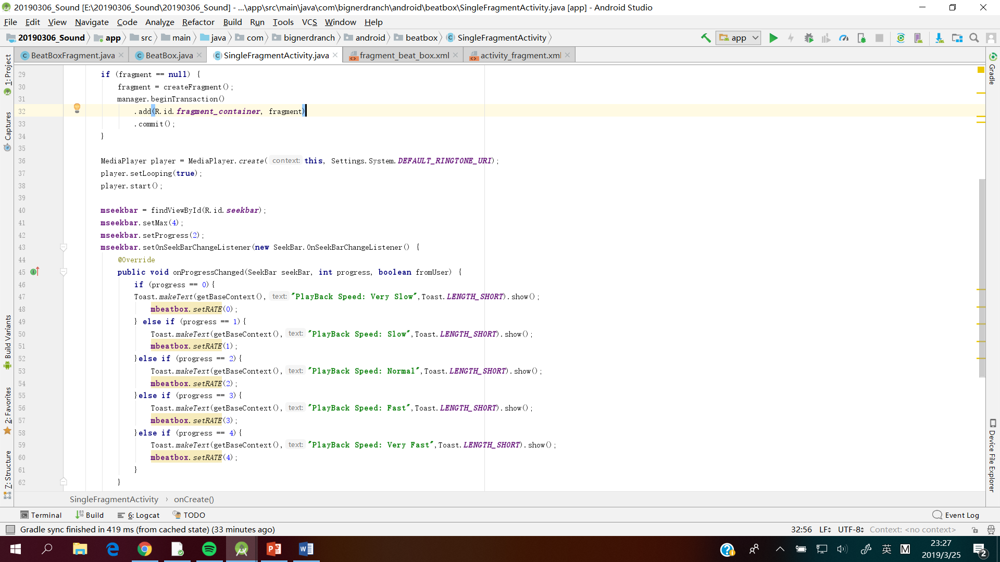 20190306_Sound [E:\20190306_Sound\20190306_Sound] - ...\app\src\main\java\com\bignerdranch\android\beatbox\SingleFragmentActivity.java [app] - Android Studio
File Edit View Navigate Code Analyze Refactor Build Run Tools VCS Window Help
20190306_Sound app src main java com bignerdranch android beatbox SingleFragmentActivity app
BeatBoxFragment.java BeatBox.java SingleFragmentActivity.java fragment_beat_box.xml activity_fragment.xml
1: Project
Captures
Build Variants
2: Favorites
7: Structure
Gradle
Device File Explorer
29 if (fragment == null) {
30 fragment = createFragment();
31 manager.beginTransaction()
32 .add(R.id.fragment_container, fragment)
33 .commit();
34 }
35
36 MediaPlayer player = MediaPlayer.create( context: this, Settings.System.DEFAULT_RINGTONE_URI);
37 player.setLooping(true);
38 player.start();
39
40 mseekbar = findViewById(R.id.seekbar);
41 mseekbar.setMax(4);
42 mseekbar.setProgress(2);
43 mseekbar.setOnSeekBarChangeListener(new SeekBar.OnSeekBarChangeListener() {
44 @Override
45 public void onProgressChanged(SeekBar seekBar, int progress, boolean fromUser) {
46 if (progress == 0){
47 Toast.makeText(getBaseContext(), text: "PlayBack Speed: Very Slow",Toast.LENGTH_SHORT).show();
48 mbeatbox.setRATE(0);
49 } else if (progress == 1){
50 Toast.makeText(getBaseContext(), text: "PlayBack Speed: Slow",Toast.LENGTH_SHORT).show();
51 mbeatbox.setRATE(1);
52 }else if (progress == 2){
53 Toast.makeText(getBaseContext(), text: "PlayBack Speed: Normal",Toast.LENGTH_SHORT).show();
54 mbeatbox.setRATE(2);
55 }else if (progress == 3){
56 Toast.makeText(getBaseContext(), text: "PlayBack Speed: Fast",Toast.LENGTH_SHORT).show();
57 mbeatbox.setRATE(3);
58 }else if (progress == 4){
59 Toast.makeText(getBaseContext(), text: "PlayBack Speed: Very Fast",Toast.LENGTH_SHORT).show();
60 mbeatbox.setRATE(4);
61 }
62 }
SingleFragmentActivity › onCreate()
Terminal Build 6: Logcat TODO Event Log
Gradle sync finished in 419 ms (from cached state) (33 minutes ago) 32:56 LF UTF-8 Context: <no context>
英 M 23:27
2019/3/25 2